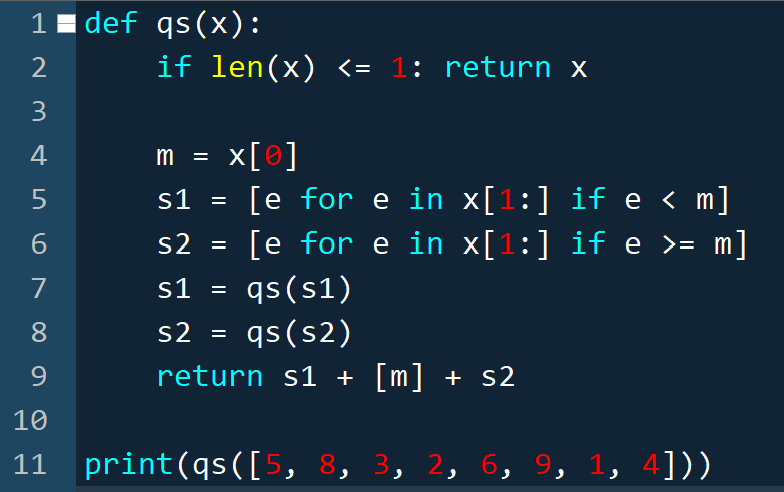 1 def qs(x):
2     if len(x) <= 1: return x
3
4     m = x[0]
5     s1 = [e for e in x[1:] if e < m]
6     s2 = [e for e in x[1:] if e >= m]
7     s1 = qs(s1)
8     s2 = qs(s2)
9     return s1 + [m] + s2
10
11 print(qs([5, 8, 3, 2, 6, 9, 1, 4]))